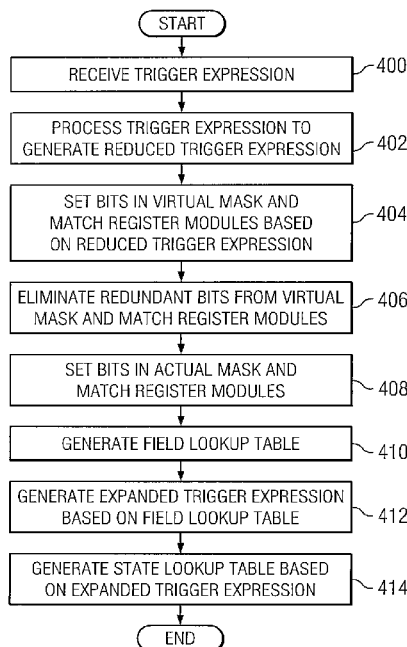 START
RECEIVE TRIGGER EXPRESSION
400
PROCESS TRIGGER EXPRESSION TO
GENERATE REDUCED TRIGGER EXPRESSION
402
SET BITS IN VIRTUAL MASK AND
MATCH REGISTER MODULES BASED
ON REDUCED TRIGGER EXPRESSION
404
ELIMINATE REDUNDANT BITS FROM VIRTUAL
MASK AND MATCH REGISTER MODULES
406
SET BITS IN ACTUAL MASK AND
MATCH REGISTER MODULES
408
GENERATE FIELD LOOKUP TABLE
410
GENERATE EXPANDED TRIGGER EXPRESSION
BASED ON FIELD LOOKUP TABLE
412
GENERATE STATE LOOKUP TABLE BASED
ON EXPANDED TRIGGER EXPRESSION
414
END